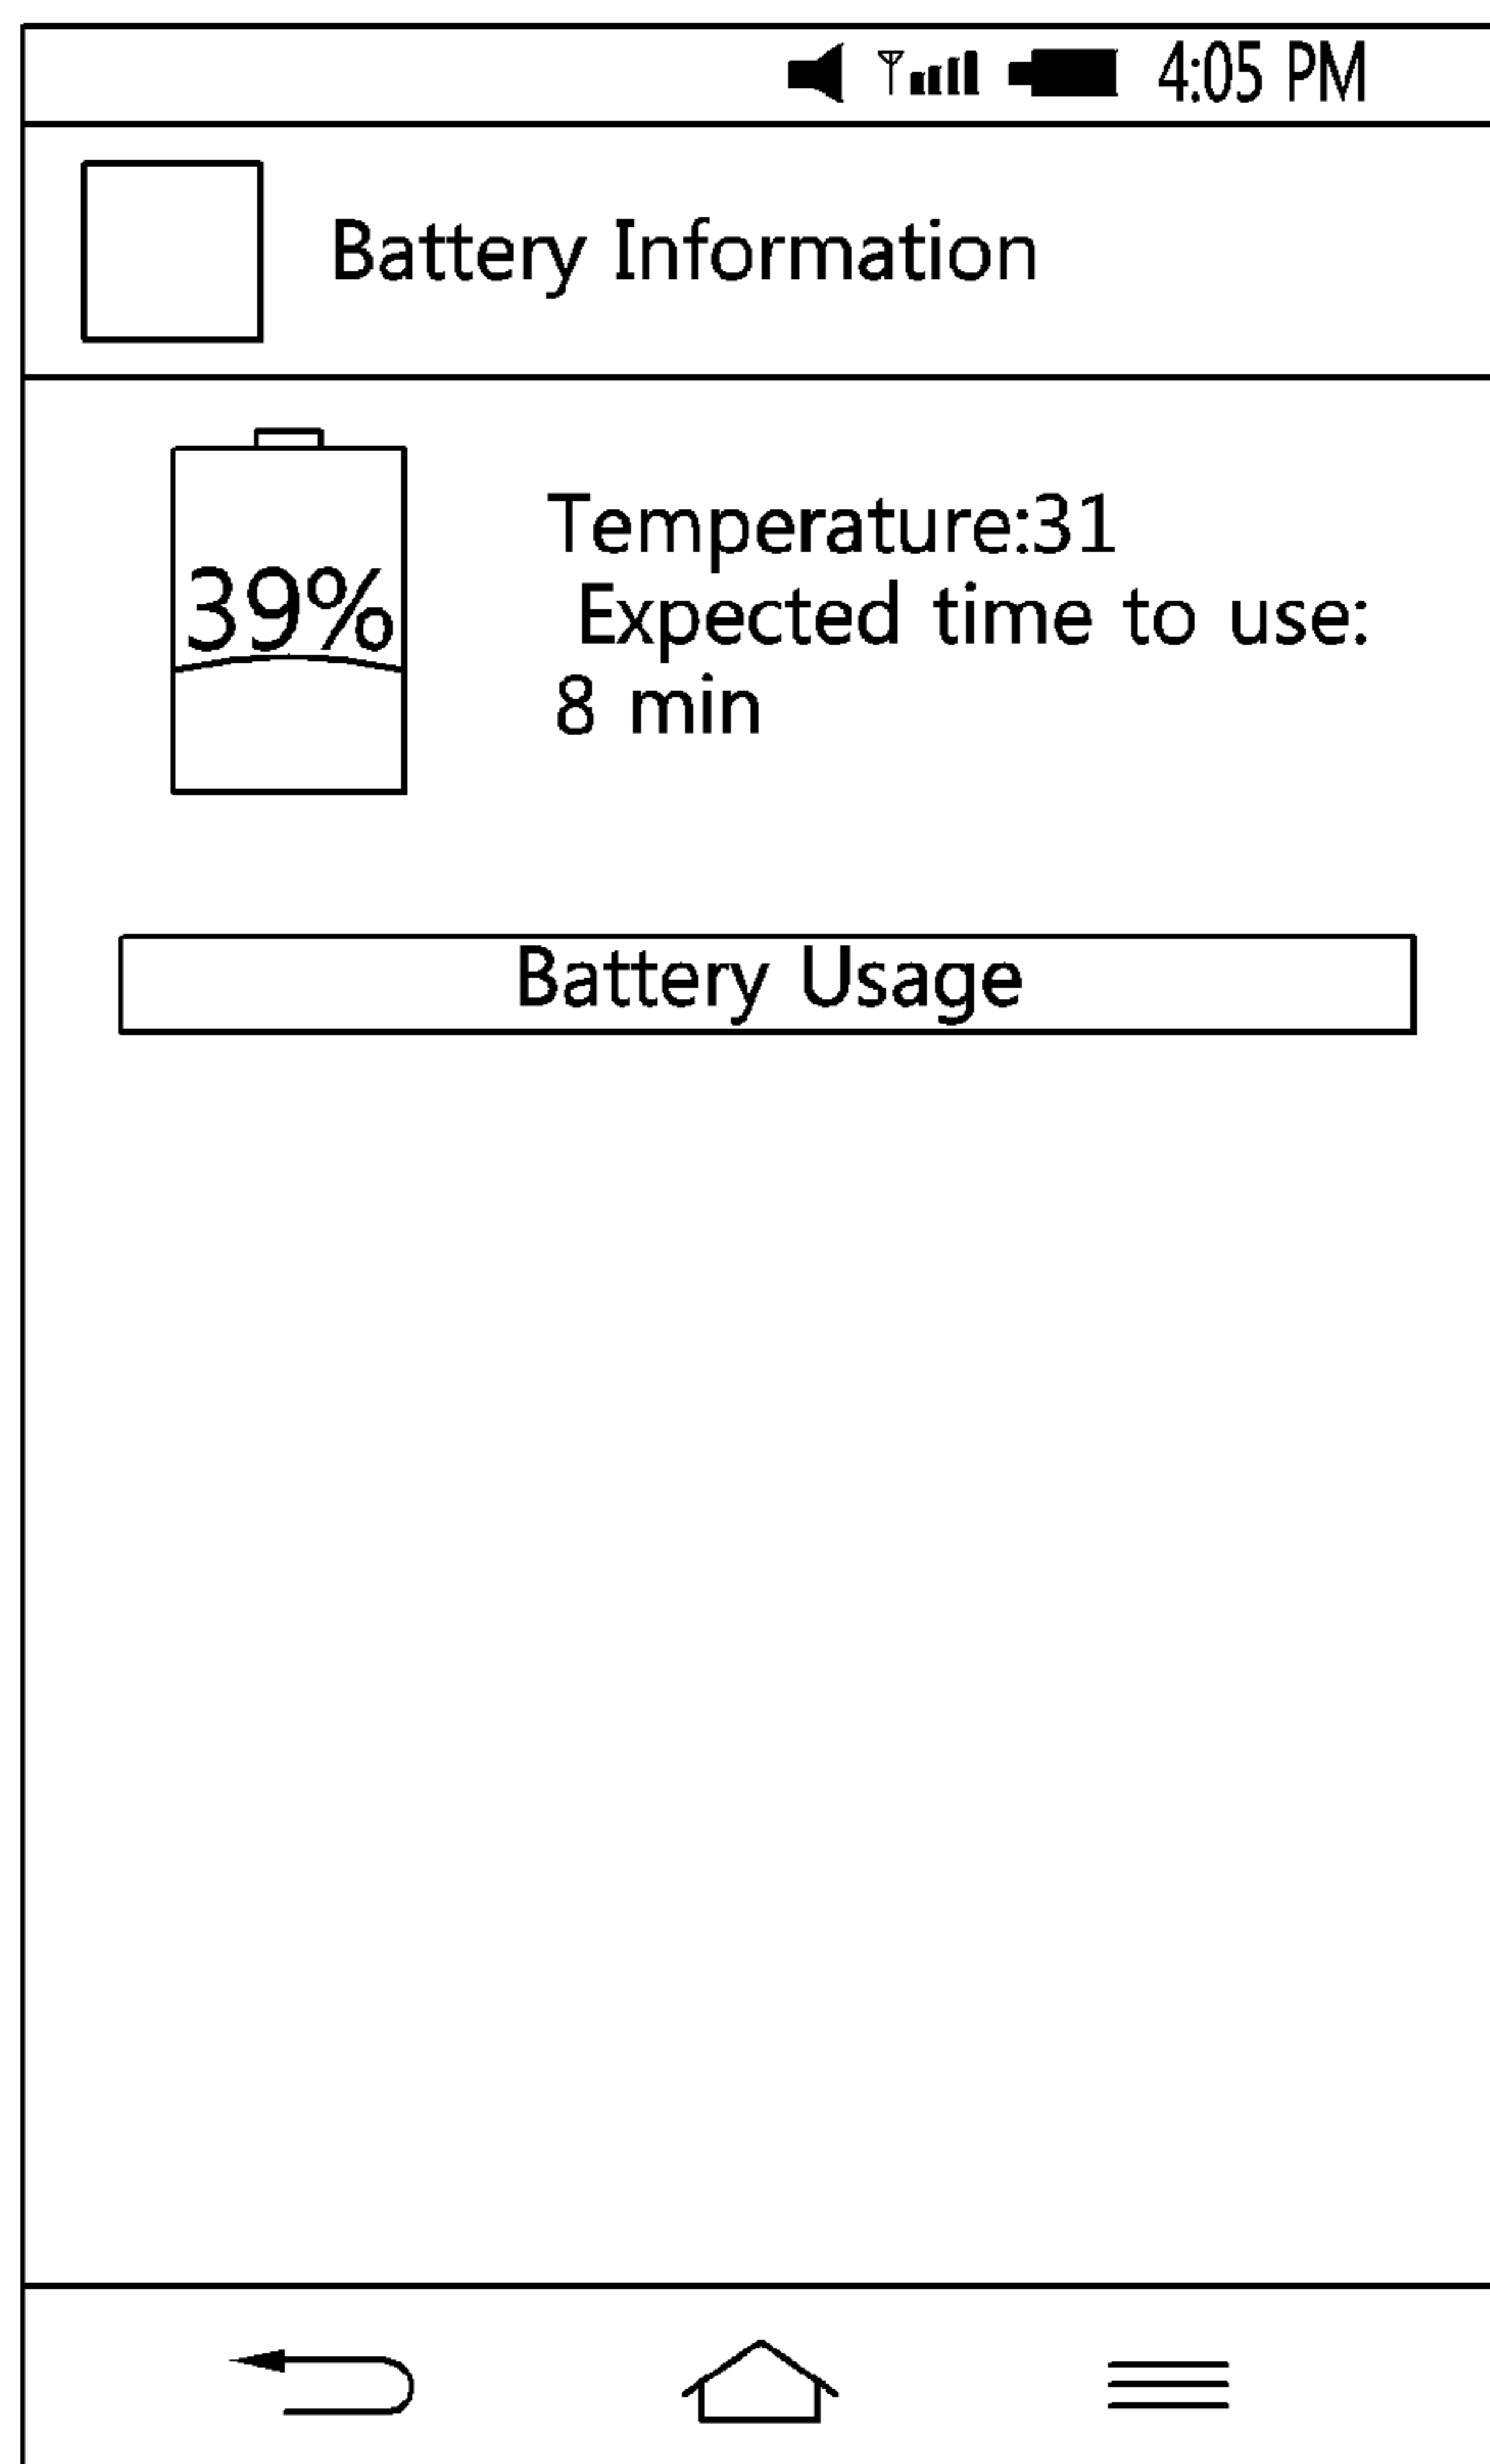 4:05 PM
Battery Information
39%
Temperature:31
Expected time to use:
8 min
Battery Usage